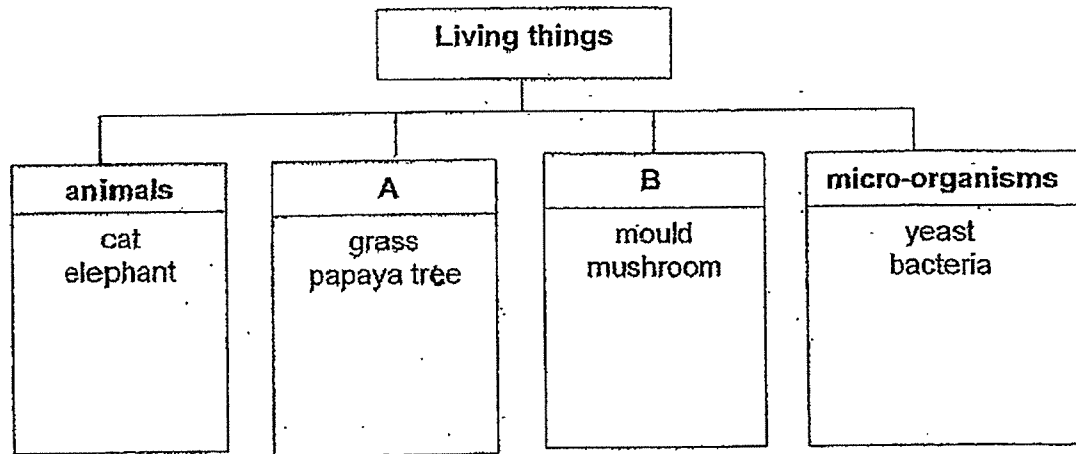 Living things
animals
cat
elephant
A
grass
papaya tree
B
mould
mushroom
micro-organisms
yeast
bacteria